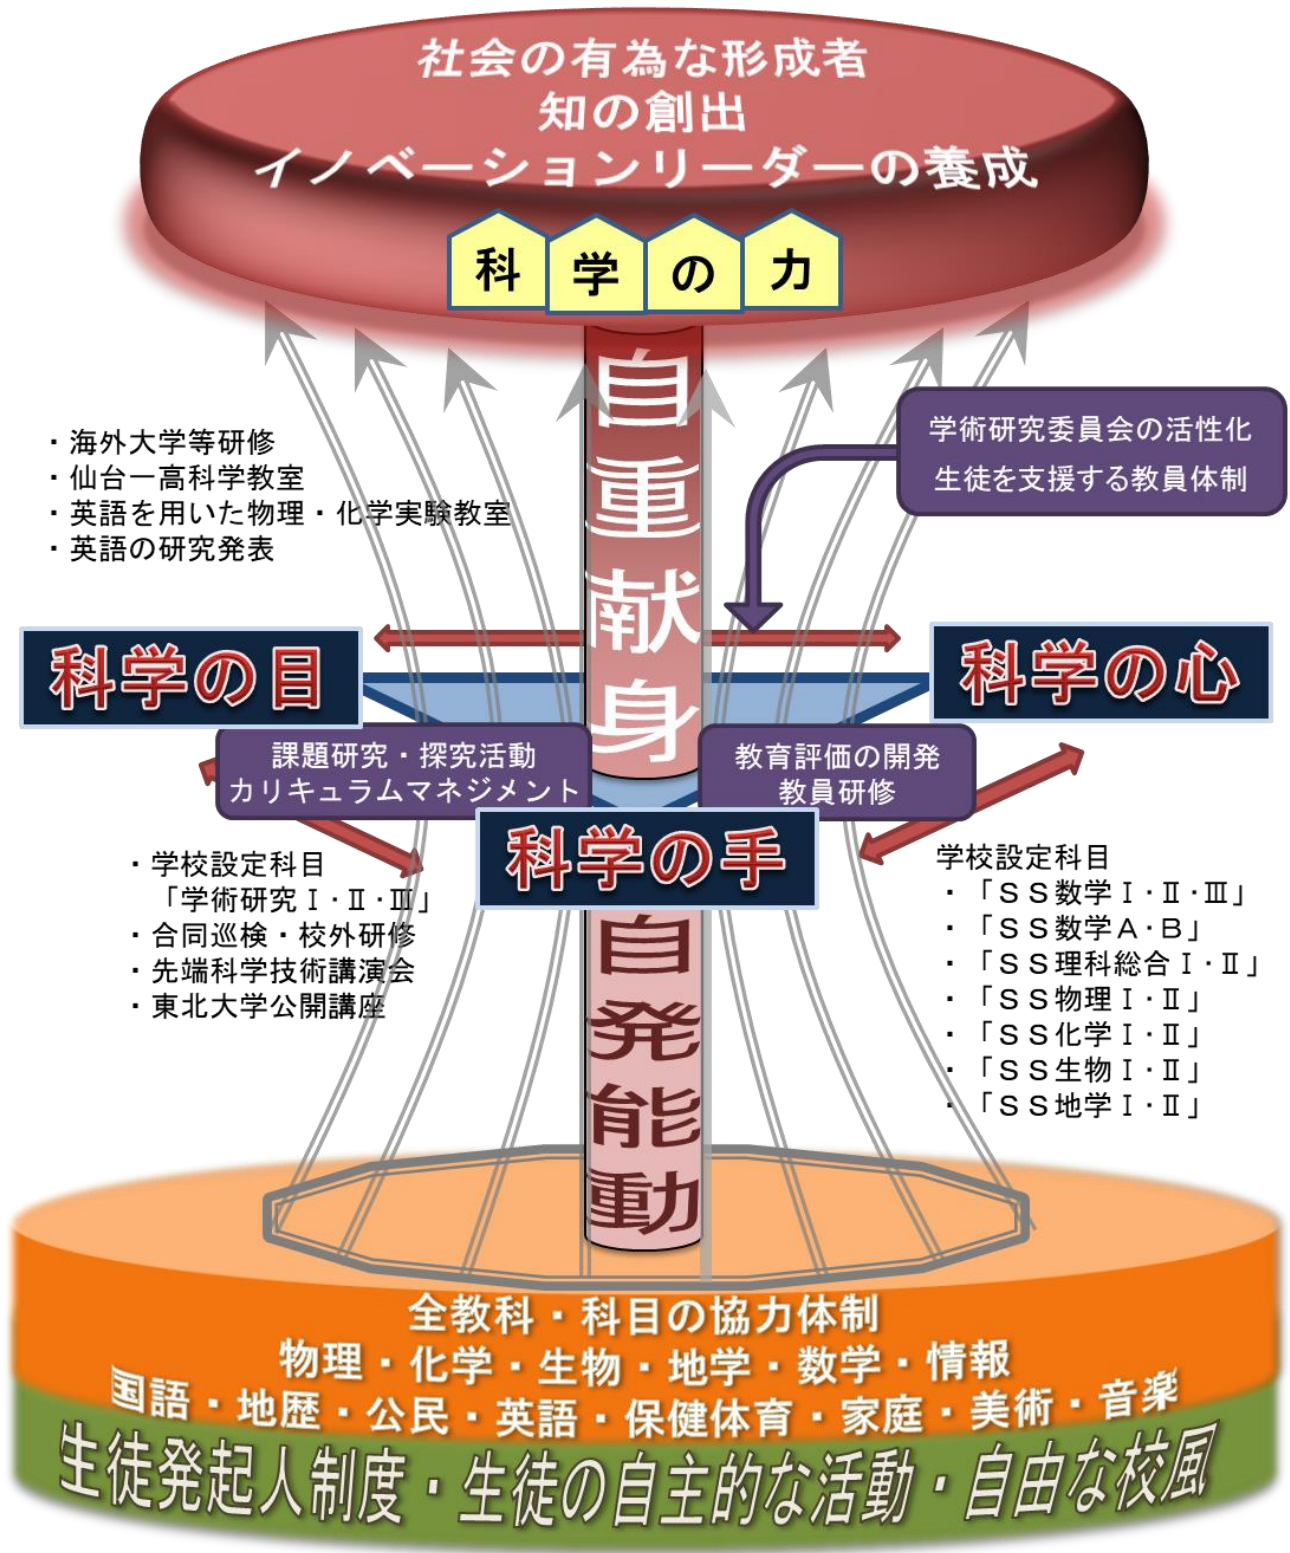 社会の有為な形成者
知の創出
イノベーションリーダーの養成
科学の力
自重献身
学術研究委員会の活性化
生徒を支援する教員体制
・海外大学等研修
・仙台一高科学教室
・英語を用いた物理・化学実験教室
・英語の研究発表
科学の目
科学の心
課題研究・探究活動
カリキュラムマネジメント
教育評価の開発
教員研修
科学の手
・学校設定科目
「学術研究Ⅰ・Ⅱ・Ⅲ」
・合同巡検・校外研修
・先端科学技術講演会
・東北大学公開講座
学校設定科目
・「ＳＳ数学Ⅰ・Ⅱ・Ⅲ」
・「ＳＳ数学Ａ・Ｂ」
・「ＳＳ理科総合Ⅰ・Ⅱ」
・「ＳＳ物理Ⅰ・Ⅱ」
・「ＳＳ化学Ⅰ・Ⅱ」
・「ＳＳ生物Ⅰ・Ⅱ」
・「ＳＳ地学Ⅰ・Ⅱ」
自発能動
全教科・科目の協力体制
物理・化学・生物・地学・数学・情報
国語・地歴・公民・英語・保健体育・家庭・美術・音楽
生徒発起人制度・生徒の自主的な活動・自由な校風